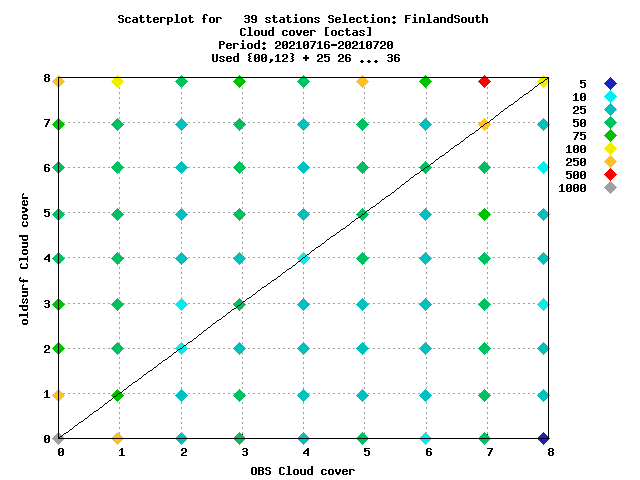 Scatterplot for   39 stations Selection: FinlandSouth
Cloud cover [octas]
Period: 20210716-20210720
Used {00,12} + 25 26 ... 36
8
7
6
5
4
3
2
1
0
oldsurf Cloud cover
0 1 2 3 4 5 6 7 8
OBS Cloud cover
5
10
25
50
75
100
250
500
1000